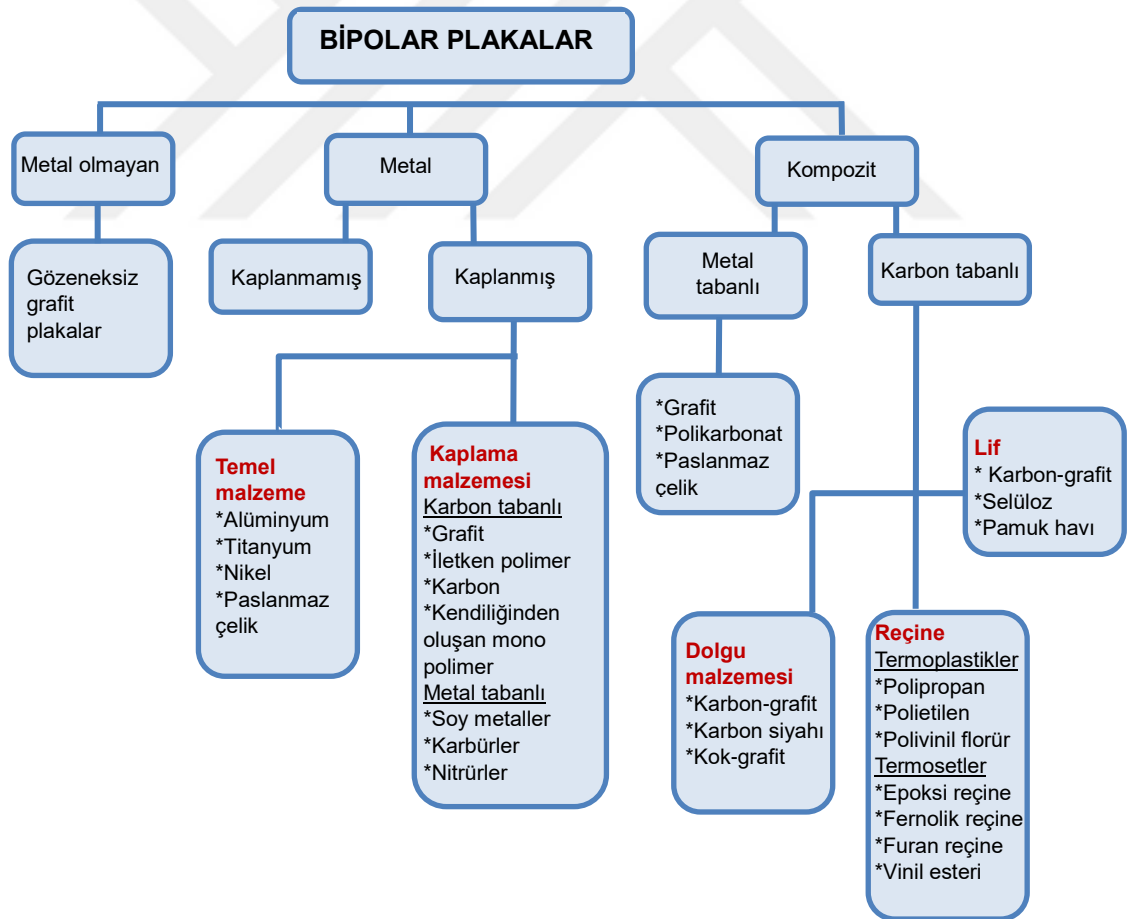 BİPOLAR PLAKALAR
Metal olmayan
Metal
Kompozit
Gözeneksiz
grafit
plakalar
Kaplanmamış
Kaplanmış
Metal
tabanlı
Karbon tabanlı
Temel
malzeme
*Alüminyum
*Titanyum
*Nikel
*Paslanmaz
çelik
Kaplama
malzemesi
Karbon tabanlı
*Grafit
*İletken polimer
*Karbon
*Kendiliğinden
oluşan mono
polimer
Metal tabanlı
*Soy metaller
*Karbürler
*Nitrürler
*Grafit
*Polikarbonat
*Paslanmaz
çelik
Lif
* Karbon-grafit
*Selüloz
*Pamuk havı
Dolgu
malzemesi
*Karbon-grafit
*Karbon siyahı
*Kok-grafit
Reçine
Termoplastikler
*Polipropan
*Polietilen
*Polivinil florür
Termosetler
*Epoksi reçine
*Fernolik reçine
*Furan reçine
*Vinil esteri